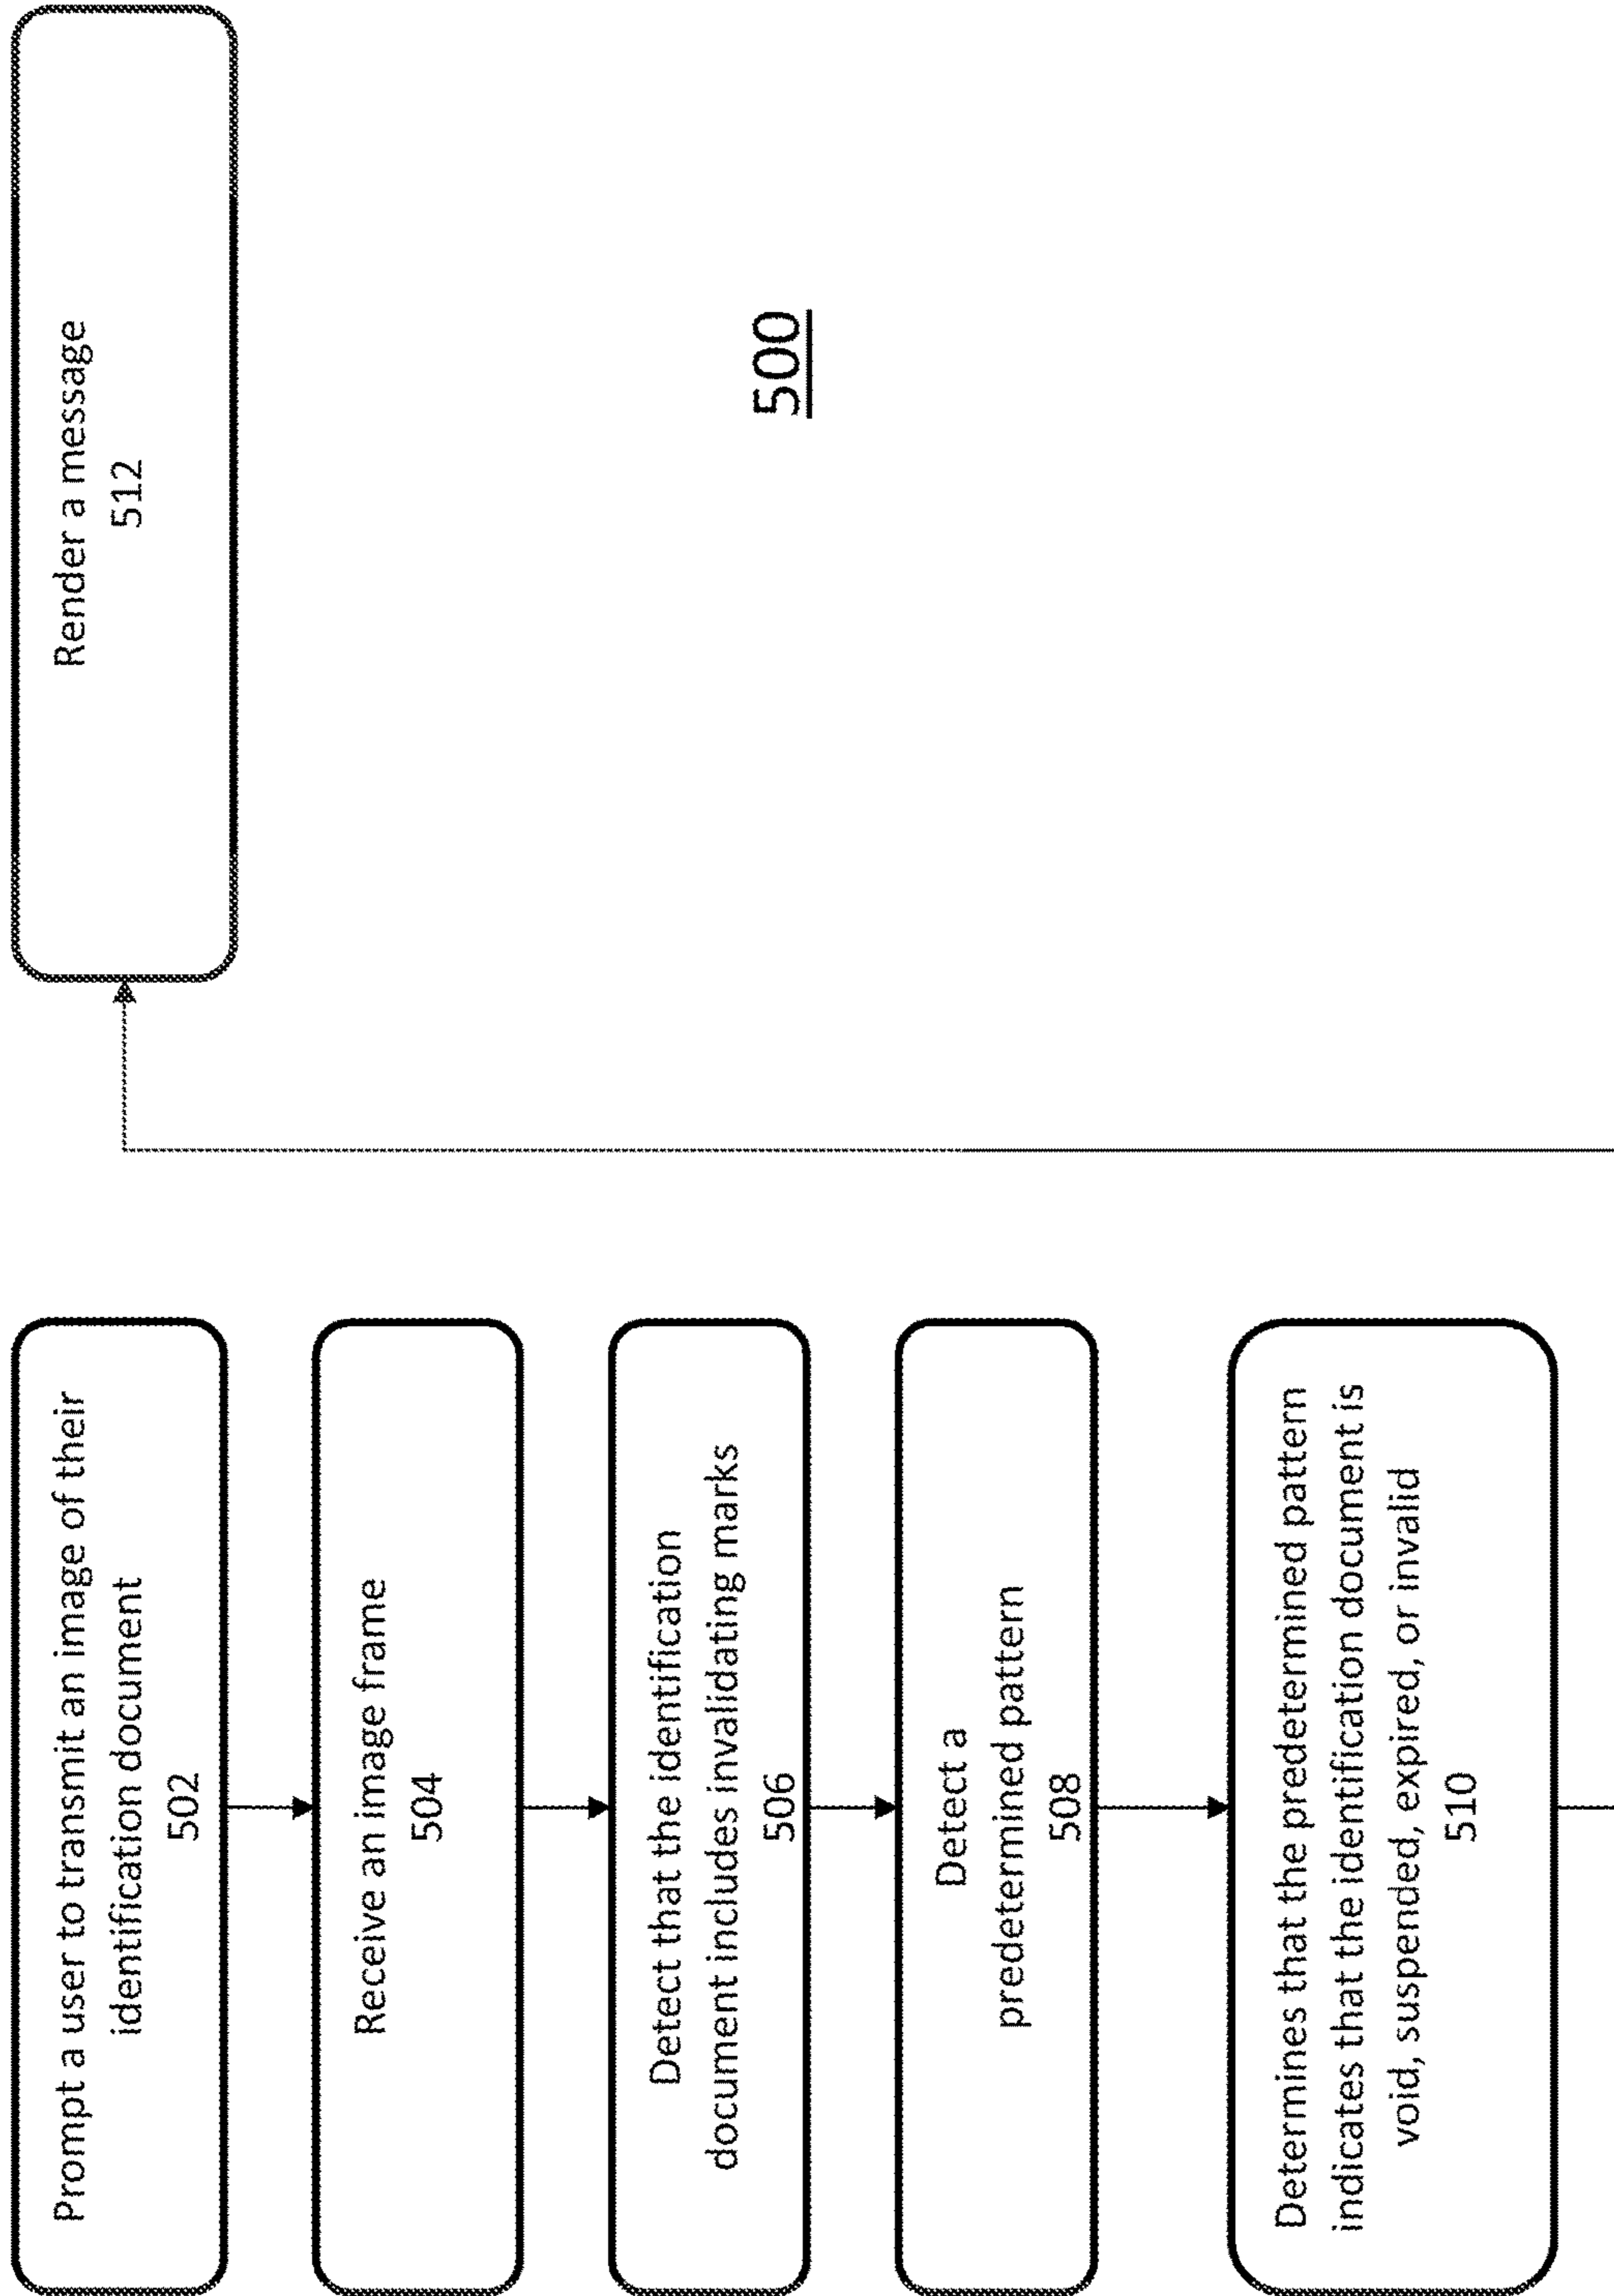 Prompt a user to transmit an image of their
identification document
502
Receive an image frame
504
Detect that the identification
document includes invalidating marks
506
Detect a
predetermined pattern
508
Determines that the predetermined pattern
indicates that the identification document is
void, suspended, expired, or invalid
510
Render a message
512
500